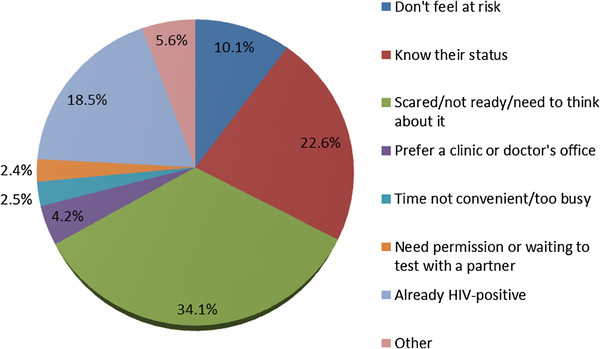 5.6%
10.1%
18.5%
22.6%
2.4%
2.5%
4.2%
34.1%
Don't feel at risk
Know their status
Scared/not ready/need to think
about it
Prefer a clinic or doctor's office
Time not convenient/too busy
Need permission or waiting to
test with a partner
Already HIV-positive
Other